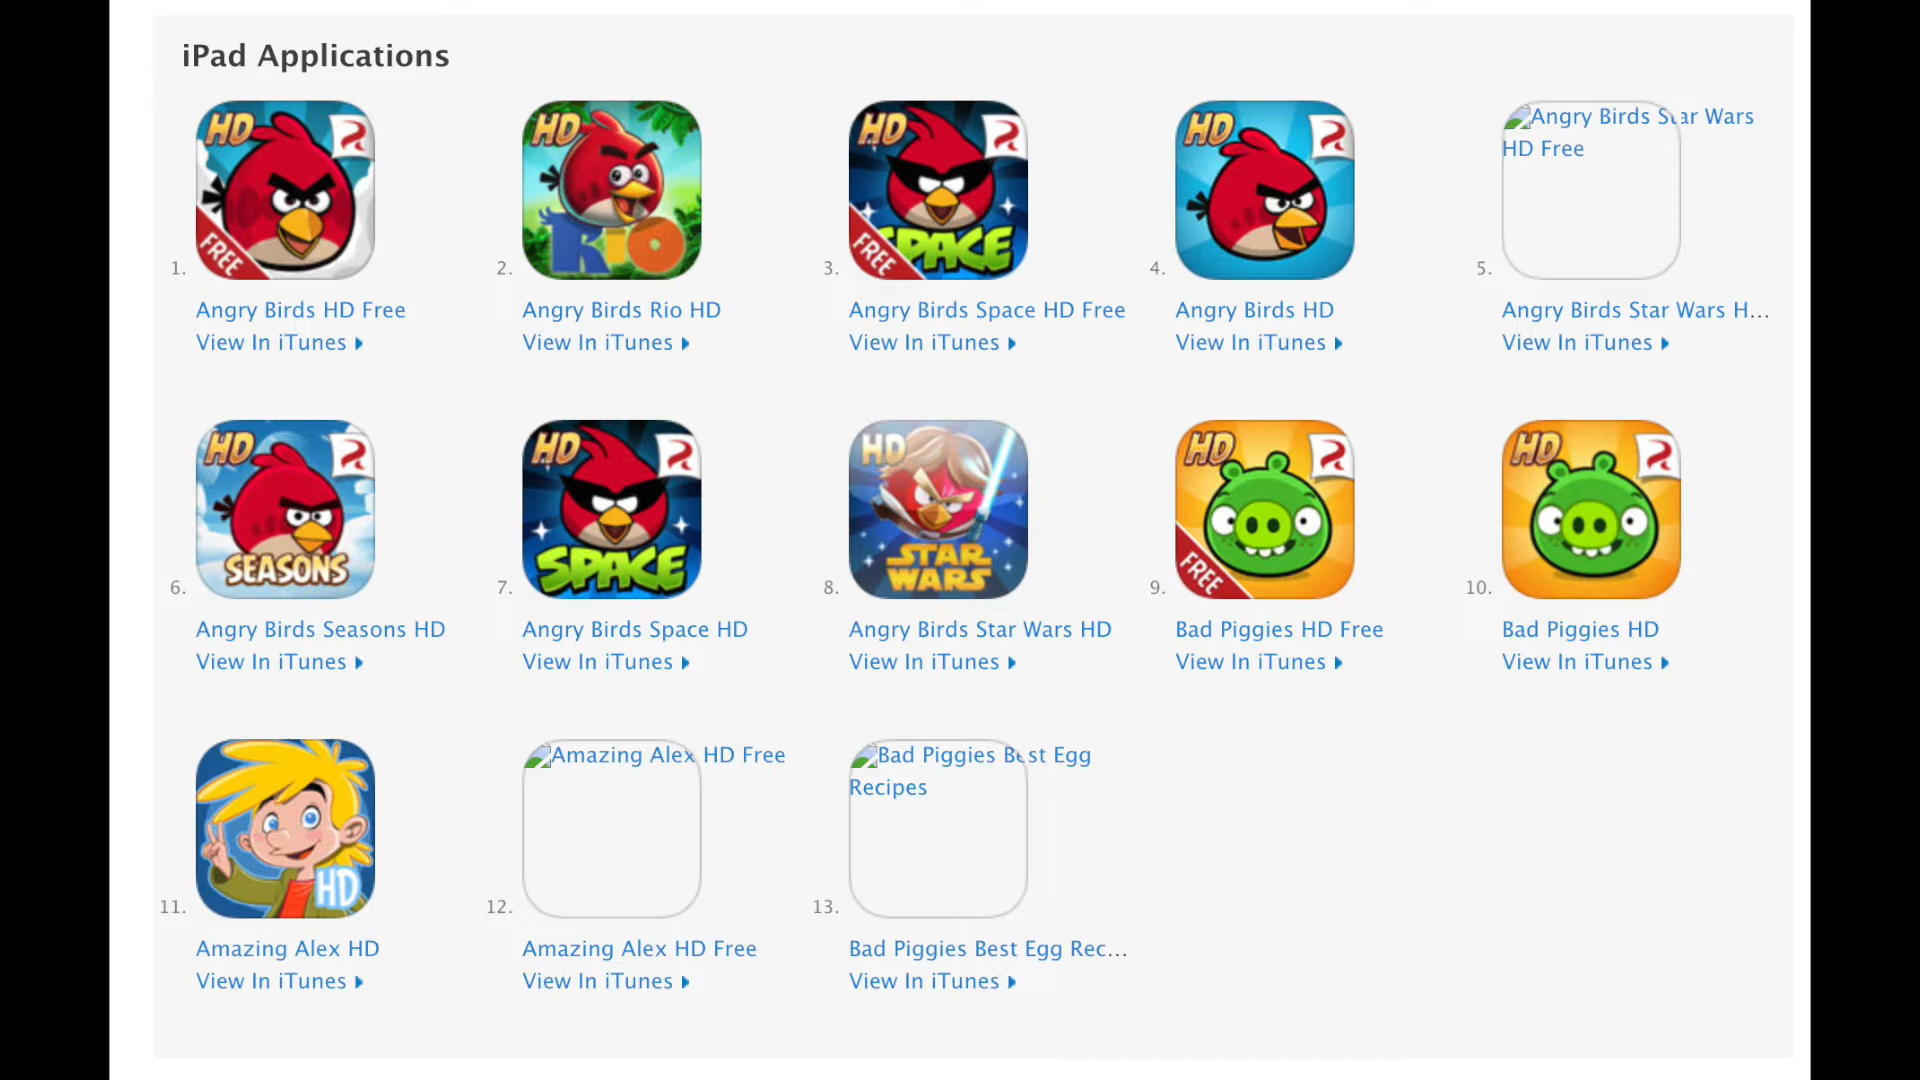 iPad Applications
HD
FREE
1.
Angry Birds HD Free
View In iTunes
HD
RIO
2.
Angry Birds Rio HD
View In iTunes
HD
SPACE
FREE
3.
Angry Birds Space HD Free
View In iTunes
HD
4.
Angry Birds HD
View In iTunes
Angry Birds Star Wars
HD Free
5.
Angry Birds Star Wars H...
View In iTunes
HD
SEASONS
6.
Angry Birds Seasons HD
View In iTunes
HD
SPACE
7.
Angry Birds Space HD
View In iTunes
HD
STAR
WARS
8.
Angry Birds Star Wars HD
View In iTunes
HD
FREE
9.
Bad Piggies HD Free
View In iTunes
HD
10.
Bad Piggies HD
View In iTunes
HD
11.
Amazing Alex HD
View In iTunes
Amazing Alex HD Free
12.
Amazing Alex HD Free
View In iTunes
Bad Piggies Best Egg
Recipes
13.
Bad Piggies Best Egg Rec...
View In iTunes